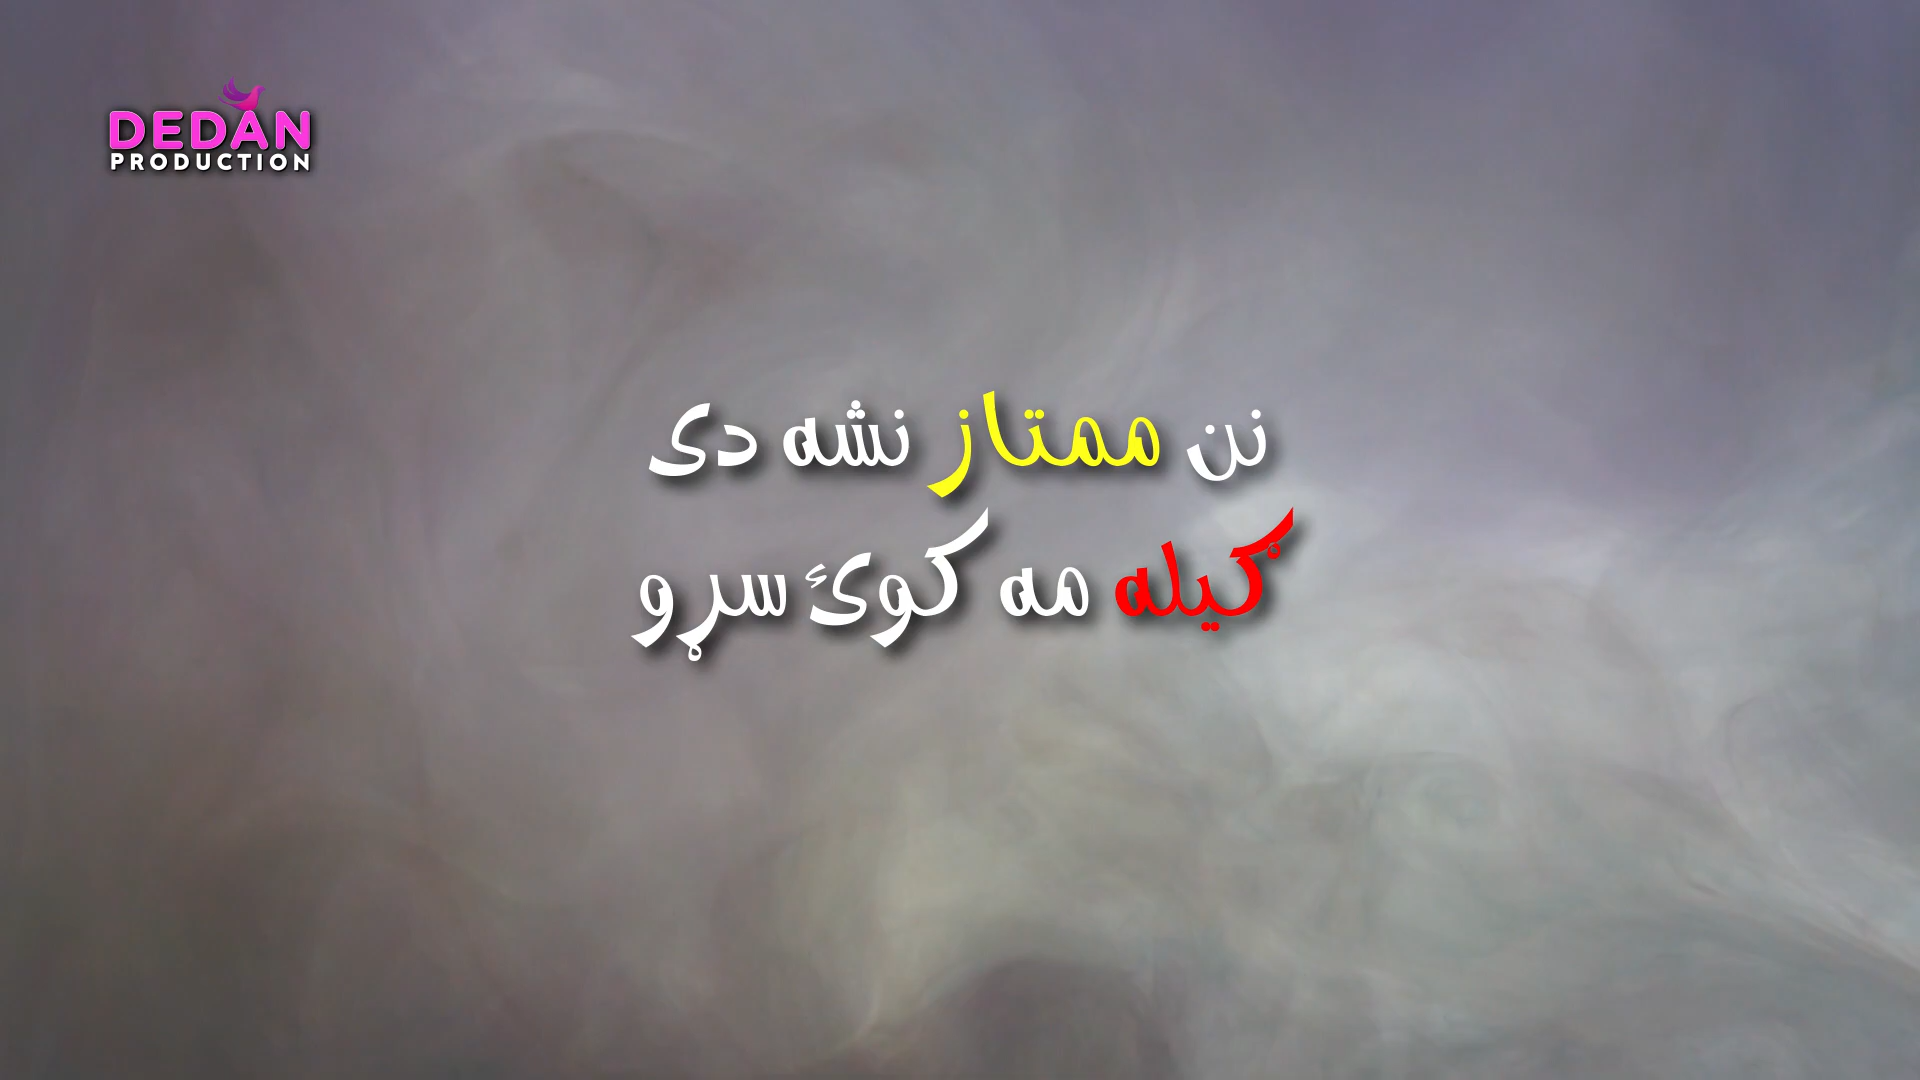 DEDAN
PRODUCTION
نن ممتاز نشه دی
ګیله مه کوئ سړو